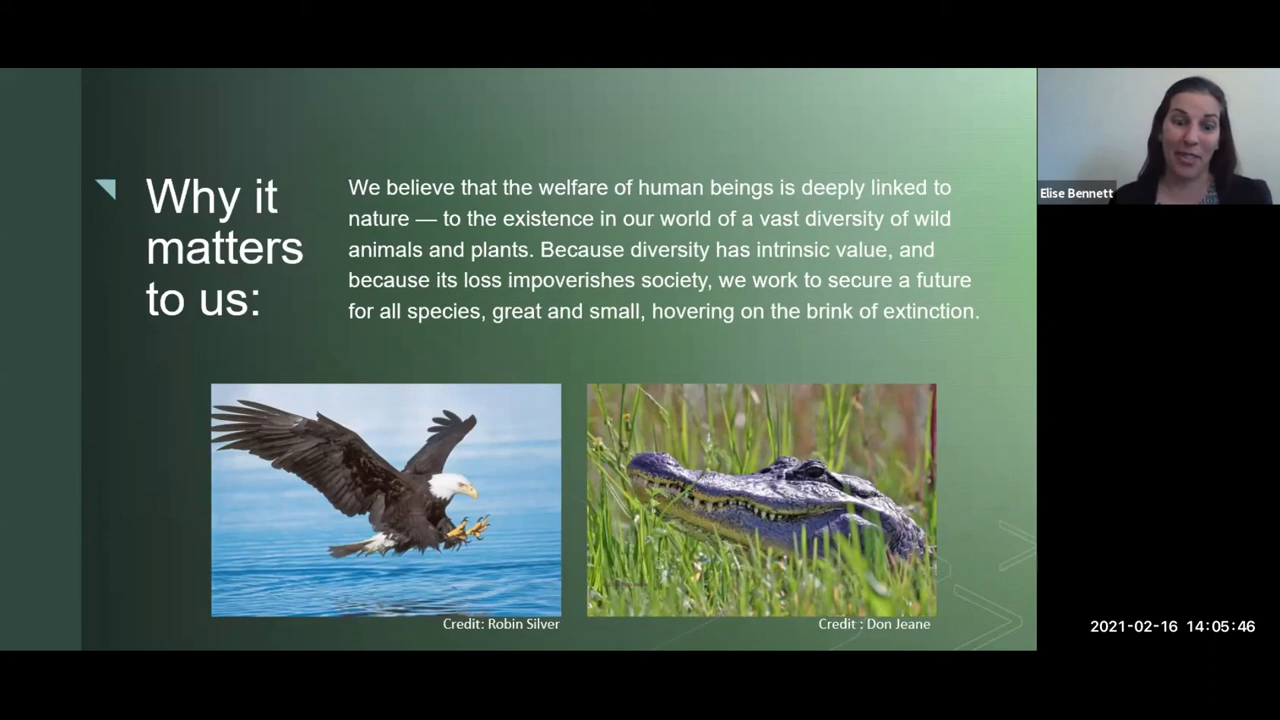 Why it
matters
to us:
We believe that the welfare of human beings is deeply linked to
nature — to the existence in our world of a vast diversity of wild
animals and plants. Because diversity has intrinsic value, and
because its loss impoverishes society, we work to secure a future
for all species, great and small, hovering on the brink of extinction.
Credit: Robin Silver
Credit : Don Jeane
Elise Bennett
2021-02-16 14:05:46